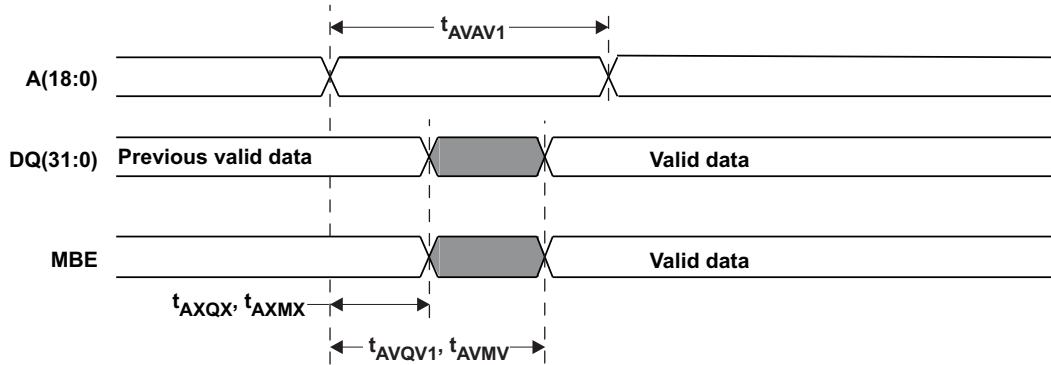 tAVAV1
A(18:0)
DQ(31:0) Previous valid data Valid data
MBE Valid data
tAXQX, tAXMX
tAVQV1, tAVMV